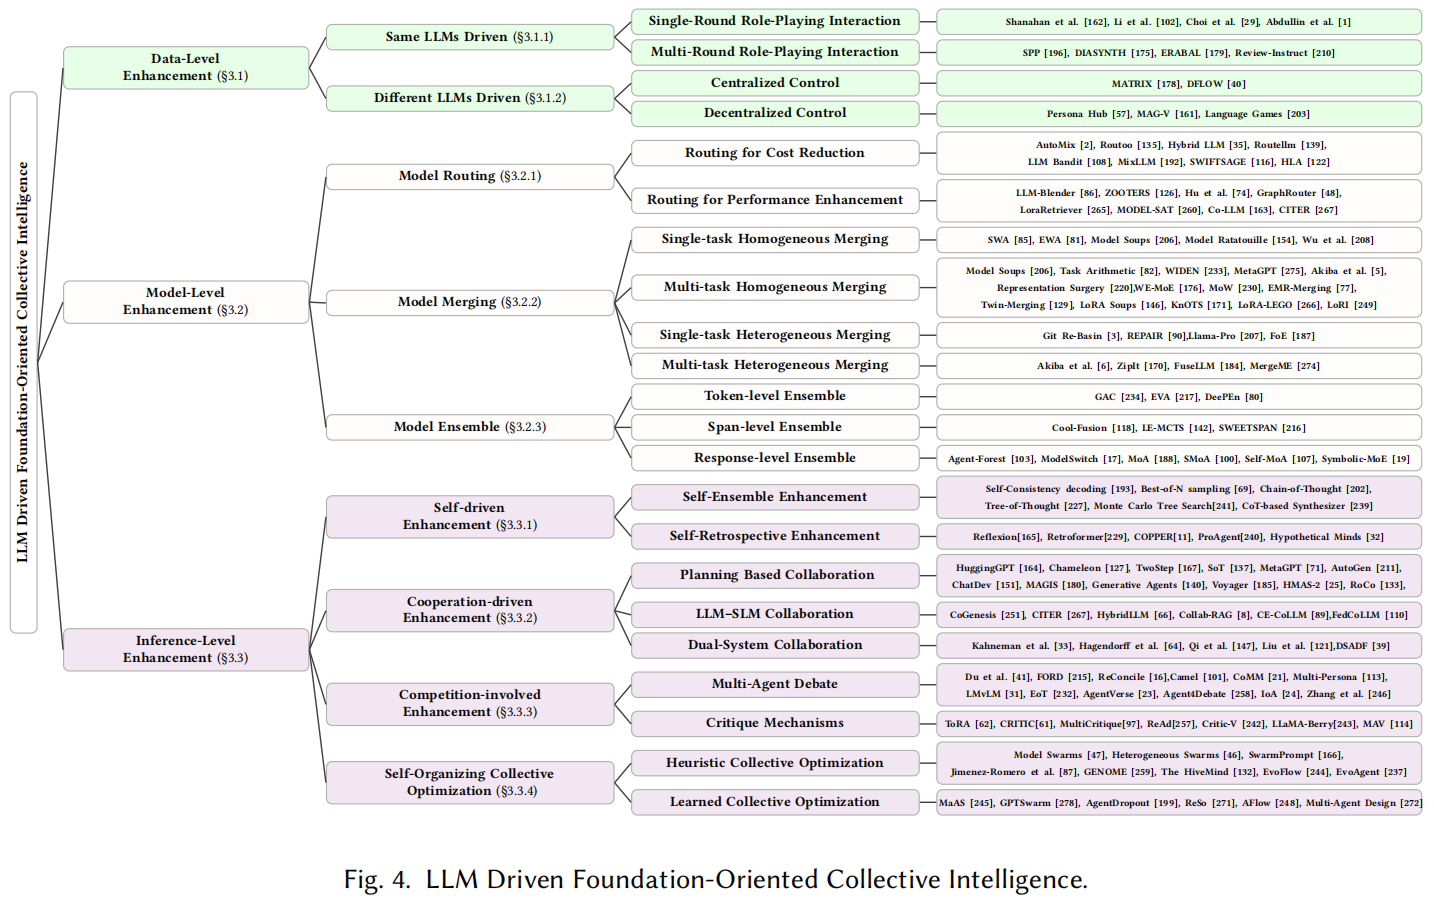 LLM Driven Foundation-Oriented Collective Intelligence
Data-Level
Enhancement (§3.1)
Same LLMs Driven (§3.1.1)
Single-Round Role-Playing Interaction
Shanahan et al. [162], Li et al. [102], Choi et al. [29], Abdullin et al. [1]
Multi-Round Role-Playing Interaction
SPP [196], DIASYNTH [175], ERABAL [179], Review-Instruct [210]
Different LLMs Driven (§3.1.2)
Centralized Control
MATRIX [178], DFLOW [40]
Decentralized Control
Persona Hub [57], MAG-V [161], Language Games [203]
Model-Level
Enhancement (§3.2)
Model Routing (§3.2.1)
Routing for Cost Reduction
AutoMix [2], Routoo [135], Hybrid LLM [35], Routellm [139],
LLM Bandit [108], MixLLM [192], SWIFTSAGE [116], HLA [122]
Routing for Performance Enhancement
LLM-Blender [86], ZOOTERS [126], Hu et al. [74], GraphRouter [48],
LoraRetriever [265], MODEL-SAT [260], Co-LLM [163], CITER [267]
Model Merging (§3.2.2)
Single-task Homogeneous Merging
SWA [85], EWA [81], Model Soups [206], Model Ratatouille [154], Wu et al. [208]
Multi-task Homogeneous Merging
Model Soups [206], Task Arithmetic [82], WIDEN [233], MetaGPT [275], Akiba et al. [5],
Representation Surgery [220],WE-MoE [176], MoW [230], EMR-Merging [77],
Twin-Merging [129], LoRA Soups [146], KnOTS [171], LoRA-LEGO [266], LoRI [249]
Single-task Heterogeneous Merging
Git Re-Basin [3], REPAIR [90],Llama-Pro [207], FoE [187]
Multi-task Heterogeneous Merging
Akiba et al. [6], ZipIt [170], FuseLLM [184], MergeME [274]
Model Ensemble (§3.2.3)
Token-level Ensemble
GAC [234], EVA [217], DeePEn [80]
Span-level Ensemble
Cool-Fusion [118], LE-MCTS [142], SWEETSPAN [216]
Response-level Ensemble
Agent-Forest [103], ModelSwitch [17], MoA [188], SMoA [100], Self-MoA [107], Symbolic-MoE [19]
Inference-Level
Enhancement (§3.3)
Self-driven
Enhancement (§3.3.1)
Self-Ensemble Enhancement
Self-Consistency decoding [193], Best-of-N sampling [69], Chain-of-Thought [202],
Tree-of-Thought [227], Monte Carlo Tree Search[241], CoT-based Synthesizer [239]
Self-Retrospective Enhancement
Reflexion[165], Retroformer[229], COPPER[11], ProAgent[240], Hypothetical Minds [32]
Cooperation-driven
Enhancement (§3.3.2)
Planning Based Collaboration
HuggingGPT [164], Chameleon [127], TwoStep [167], SoT [137], MetaGPT [71], AutoGen [211],
ChatDev [151], MAGIS [180], Generative Agents [140], Voyager [185], HMAS-2 [25], RoCo [133],
LLM–SLM Collaboration
CoGenesis [251], CITER [267], HybridLLM [66], Collab-RAG [8], CE-CoLLM [89],FedCoLLM [110]
Dual-System Collaboration
Kahneman et al. [33], Hagendorff et al. [64], Qi et al. [147], Liu et al. [121],DSADF [39]
Competition-involved
Enhancement (§3.3.3)
Multi-Agent Debate
Du et al. [41], FORD [215], ReConcile [16],Camel [101], CoMM [21], Multi-Persona [113],
LMvLM [31], EoT [232], AgentVerse [23], Agent4Debate [258], IoA [24], Zhang et al. [246]
Critique Mechanisms
ToRA [62], CRITIC[61], MultiCritique[97], ReAd[257], Critic-V [242], LLaMA-Berry[243], MAV [114]
Self-Organizing Collective
Optimization (§3.3.4)
Heuristic Collective Optimization
Model Swarms [47], Heterogeneous Swarms [46], SwarmPrompt [166],
Jimenez-Romero et al. [87], GENOME [259], The HiveMind [132], EvoFlow [244], EvoAgent [237]
Learned Collective Optimization
MaAS [245], GPTSwarm [278], AgentDropout [199], ReSo [271], AFlow [248], Multi-Agent Design [272]
Fig. 4. LLM Driven Foundation-Oriented Collective Intelligence.